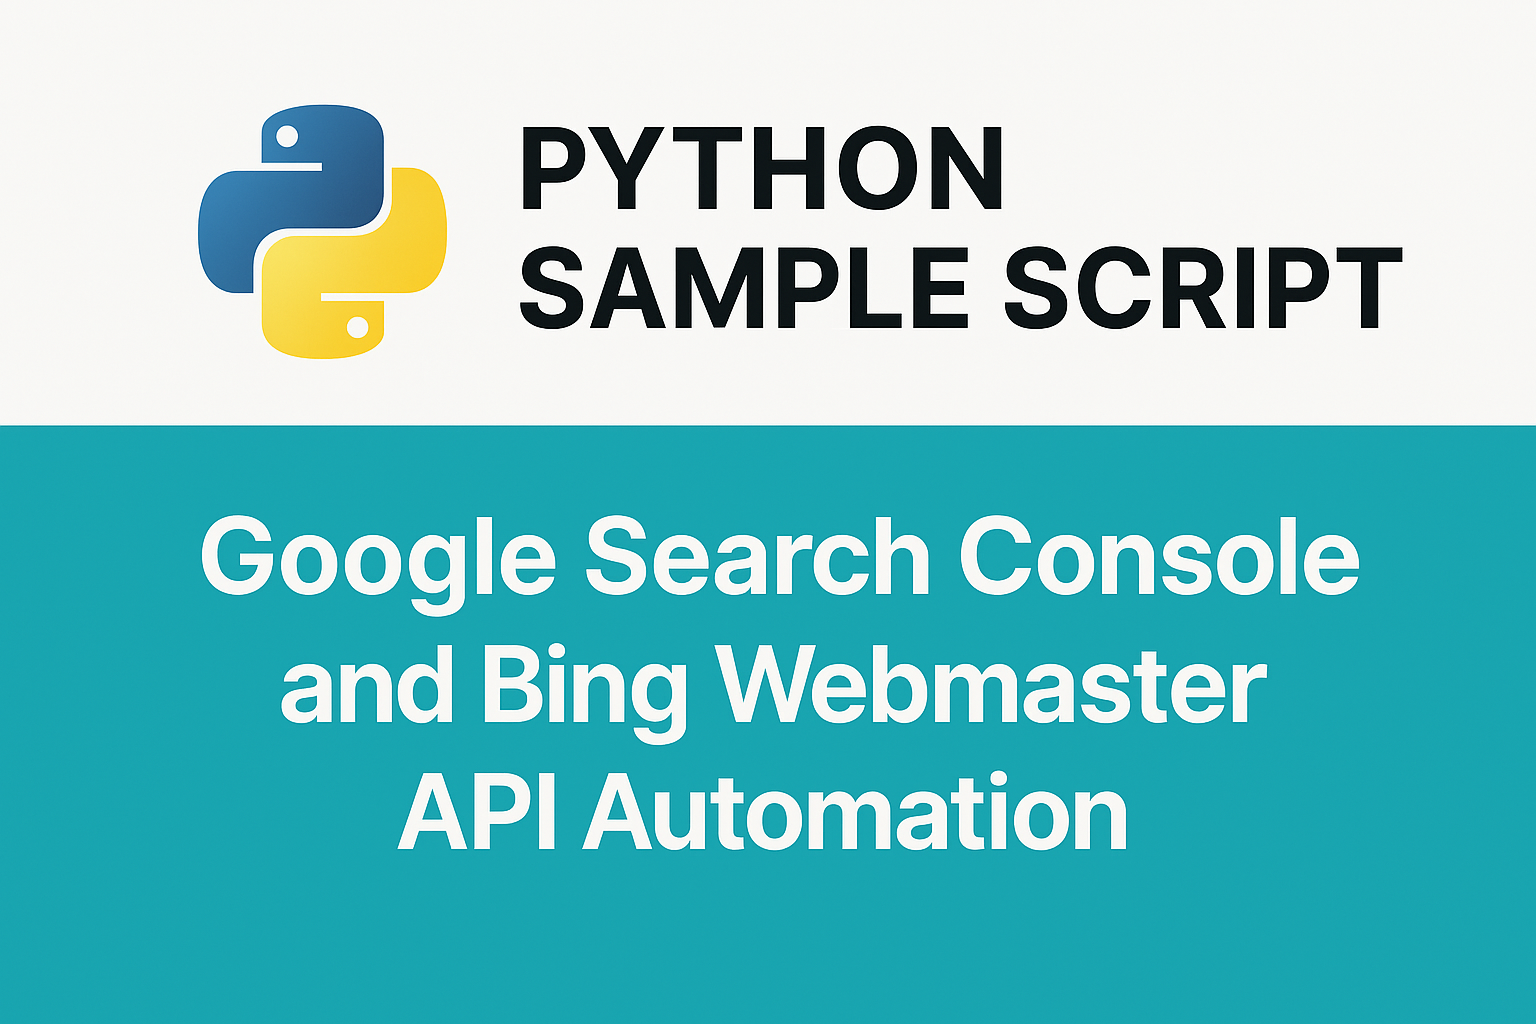 PYTHON
SAMPLE SCRIPT
Google Search Console
and Bing Webmaster
API Automation